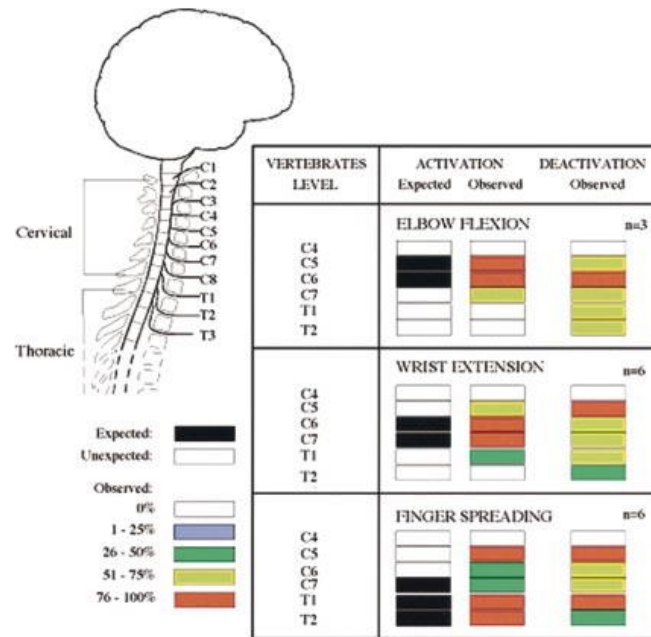 C1
C2
C3
C4
C5
C6
C7
C8
T1
T2
T3
Cervical
Thoracic
Expected:
Unexpected:
Observed:
0%
1 - 25%
26 - 50%
51 - 75%
76 - 100%
VERTEBRATES LEVEL
ACTIVATION
DEACTIVATION
Expected Observed Observed
ELBOW FLEXION n=3
C4
C5
C6
C7
T1
T2
WRIST EXTENSION n=6
C4
C5
C6
C7
T1
T2
FINGER SPREADING n=6
C4
C5
C6
C7
T1
T2